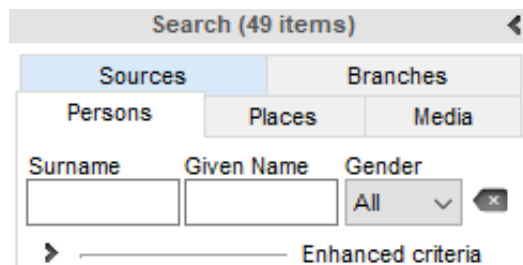 Search (49 items)
Sources Branches
Persons Places Media
Surname Given Name Gender
All
Enhanced criteria